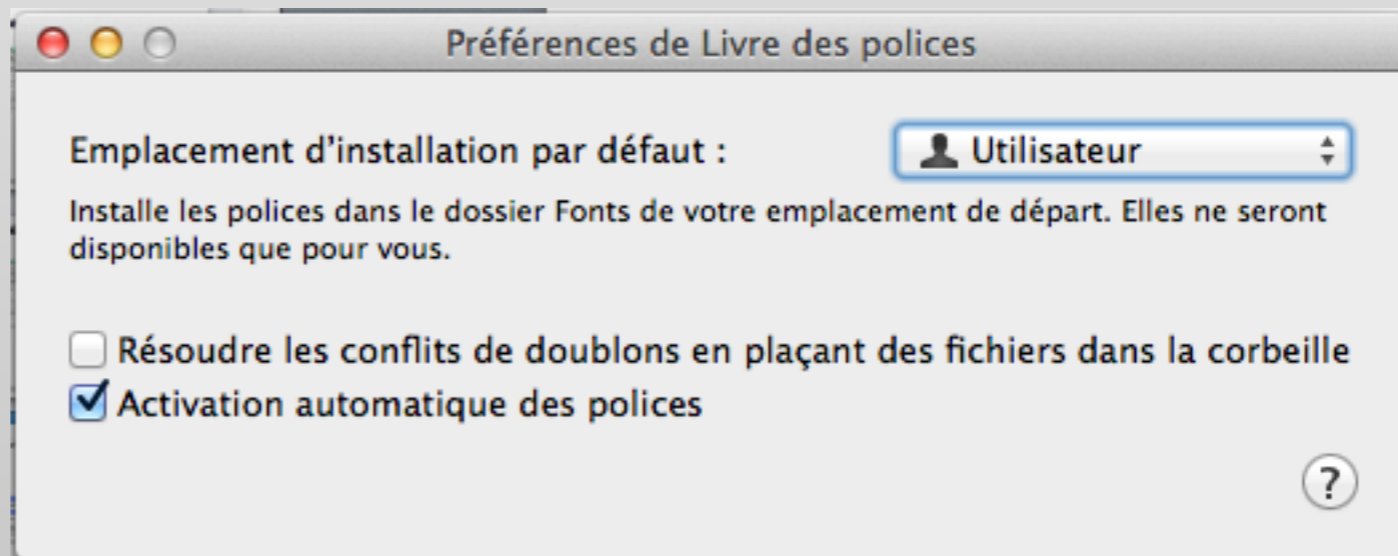 Préférences de Livre des polices
Emplacement d'installation par défaut :
Utilisateur
Installe les polices dans le dossier Fonts de votre emplacement de départ. Elles ne seront
disponibles que pour vous.
Résoudre les conflits de doublons en plaçant des fichiers dans la corbeille
Activation automatique des polices
?